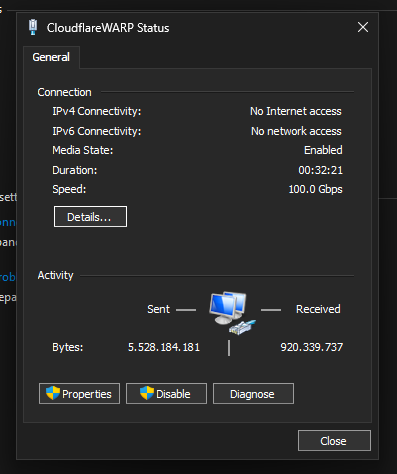 CloudflareWARP Status
General
Connection
IPv4 Connectivity: No Internet access
IPv6 Connectivity: No network access
Media State: Enabled
Duration: 00:32:21
Speed: 100.0 Gbps
Details...
Activity
Sent — — Received
Bytes: 5.528.184.181 920.339.737
Properties Disable Diagnose
Close